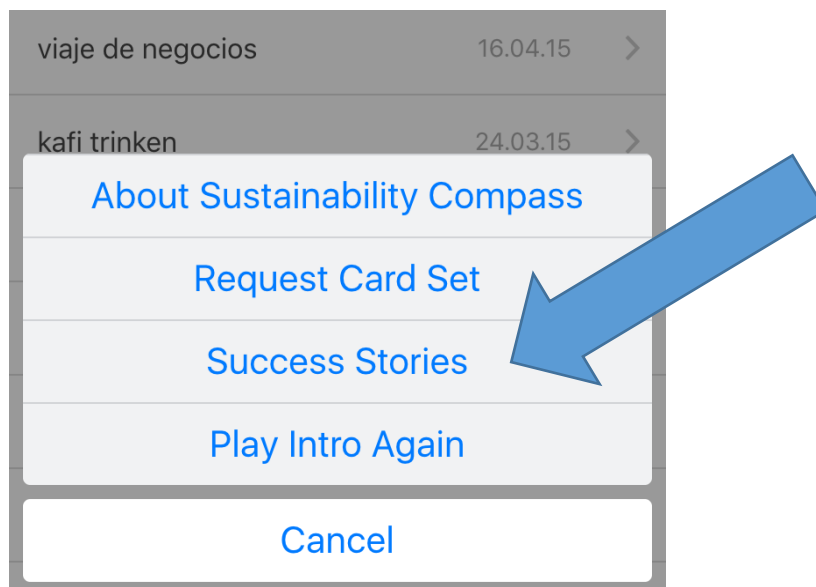 viaje de negocios 16.04.15
kafi trinken 24.03.15
About Sustainability Compass
Request Card Set
Success Stories
Play Intro Again
Cancel